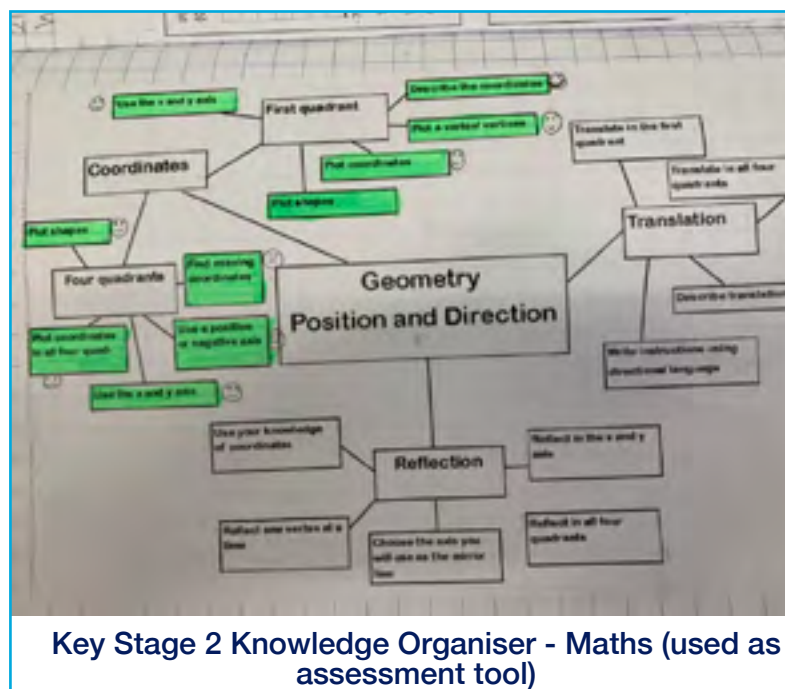 Use the x and y axis
First quadrant
Describe the coordinates
Plot a vertex/ vertices
Plot coordinates
Plot shapes
Coordinates
Translate in the first
quadrant
Translate in all four
quadrants
Translation
Describe translation
Write instructions using
directional language
Plot shapes
Four quadrants
Find missing
coordinates
Use a positive
or negative axis
Plot coordinates
in all four quad
Use the x and y axis
Geometry
Position and Direction
Use your knowledge
of coordinates
Reflection
Reflect in the x and y
axis
Reflect one vertex at a
time
Choose the axis you
will use as the mirror
line
Reflect in all four
quadrants
Key Stage 2 Knowledge Organiser - Maths (used as
assessment tool)